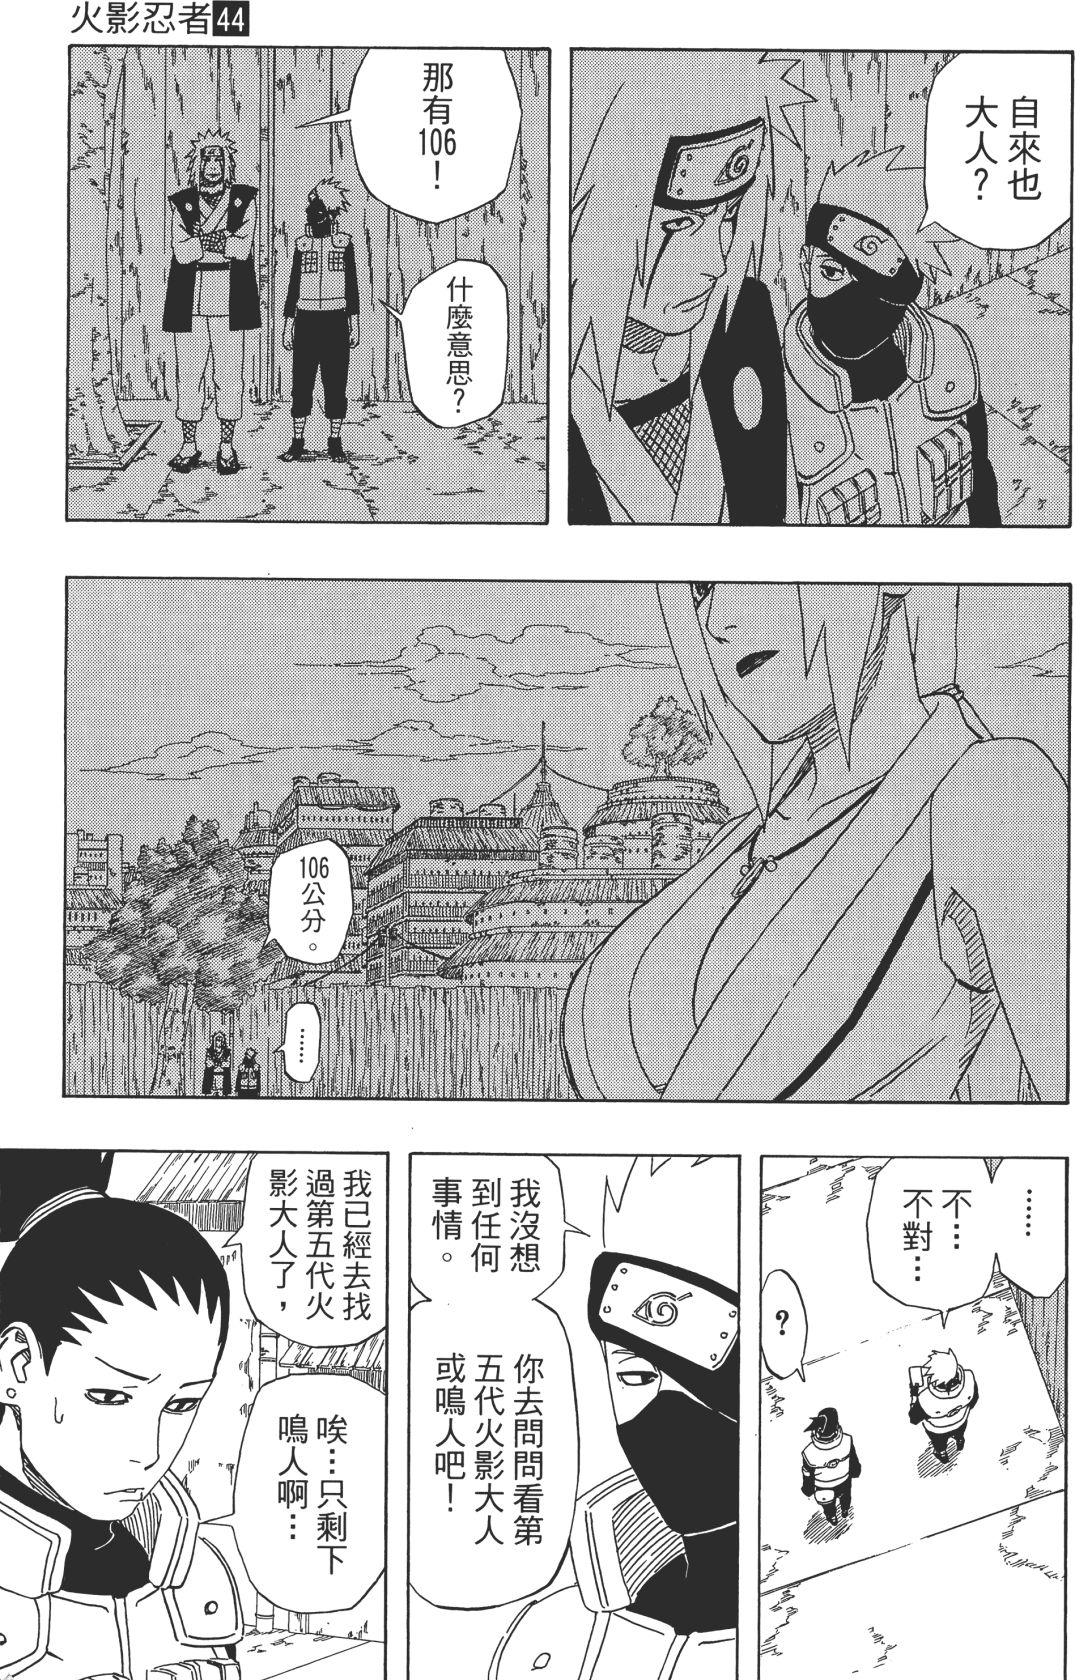 火影忍者44
自來也
大人?
那有
106!
什麼意思?
106
公分。
……
……
不…
不對…
?
我沒想
到任何
事情。
你去問問看第
五代火影大人
或鳴人吧!
我已經去找
過第五代火
影大人了,
唉…只剩下
鳴人啊…